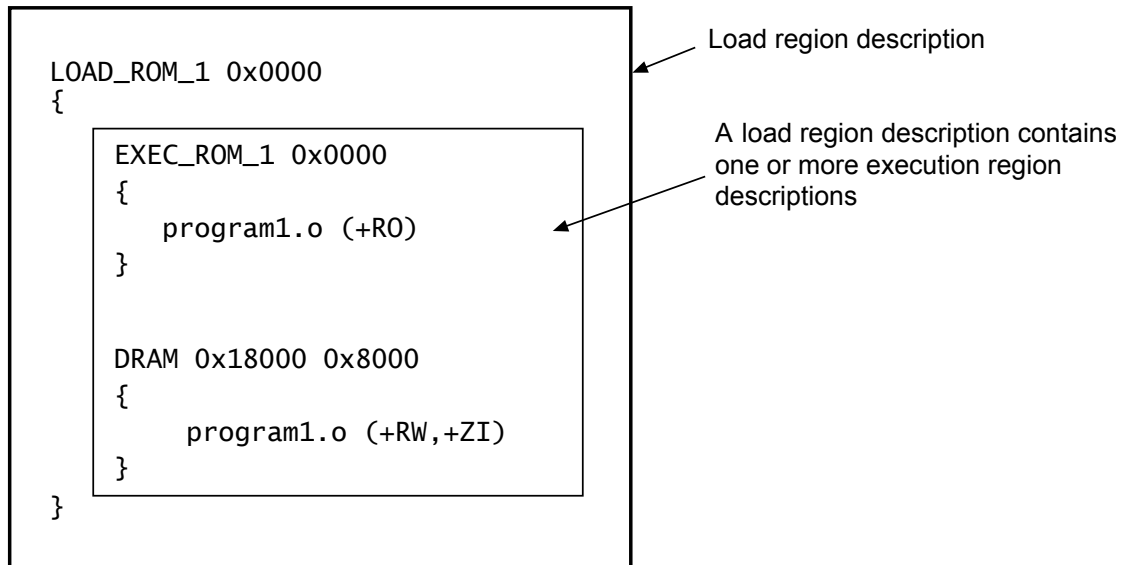 LOAD_ROM_1 0x0000
{
EXEC_ROM_1 0x0000
{
program1.o (+RO)
}
DRAM 0x18000 0x8000
{
program1.o (+RW,+ZI)
}
}
Load region description
A load region description contains
one or more execution region
descriptions